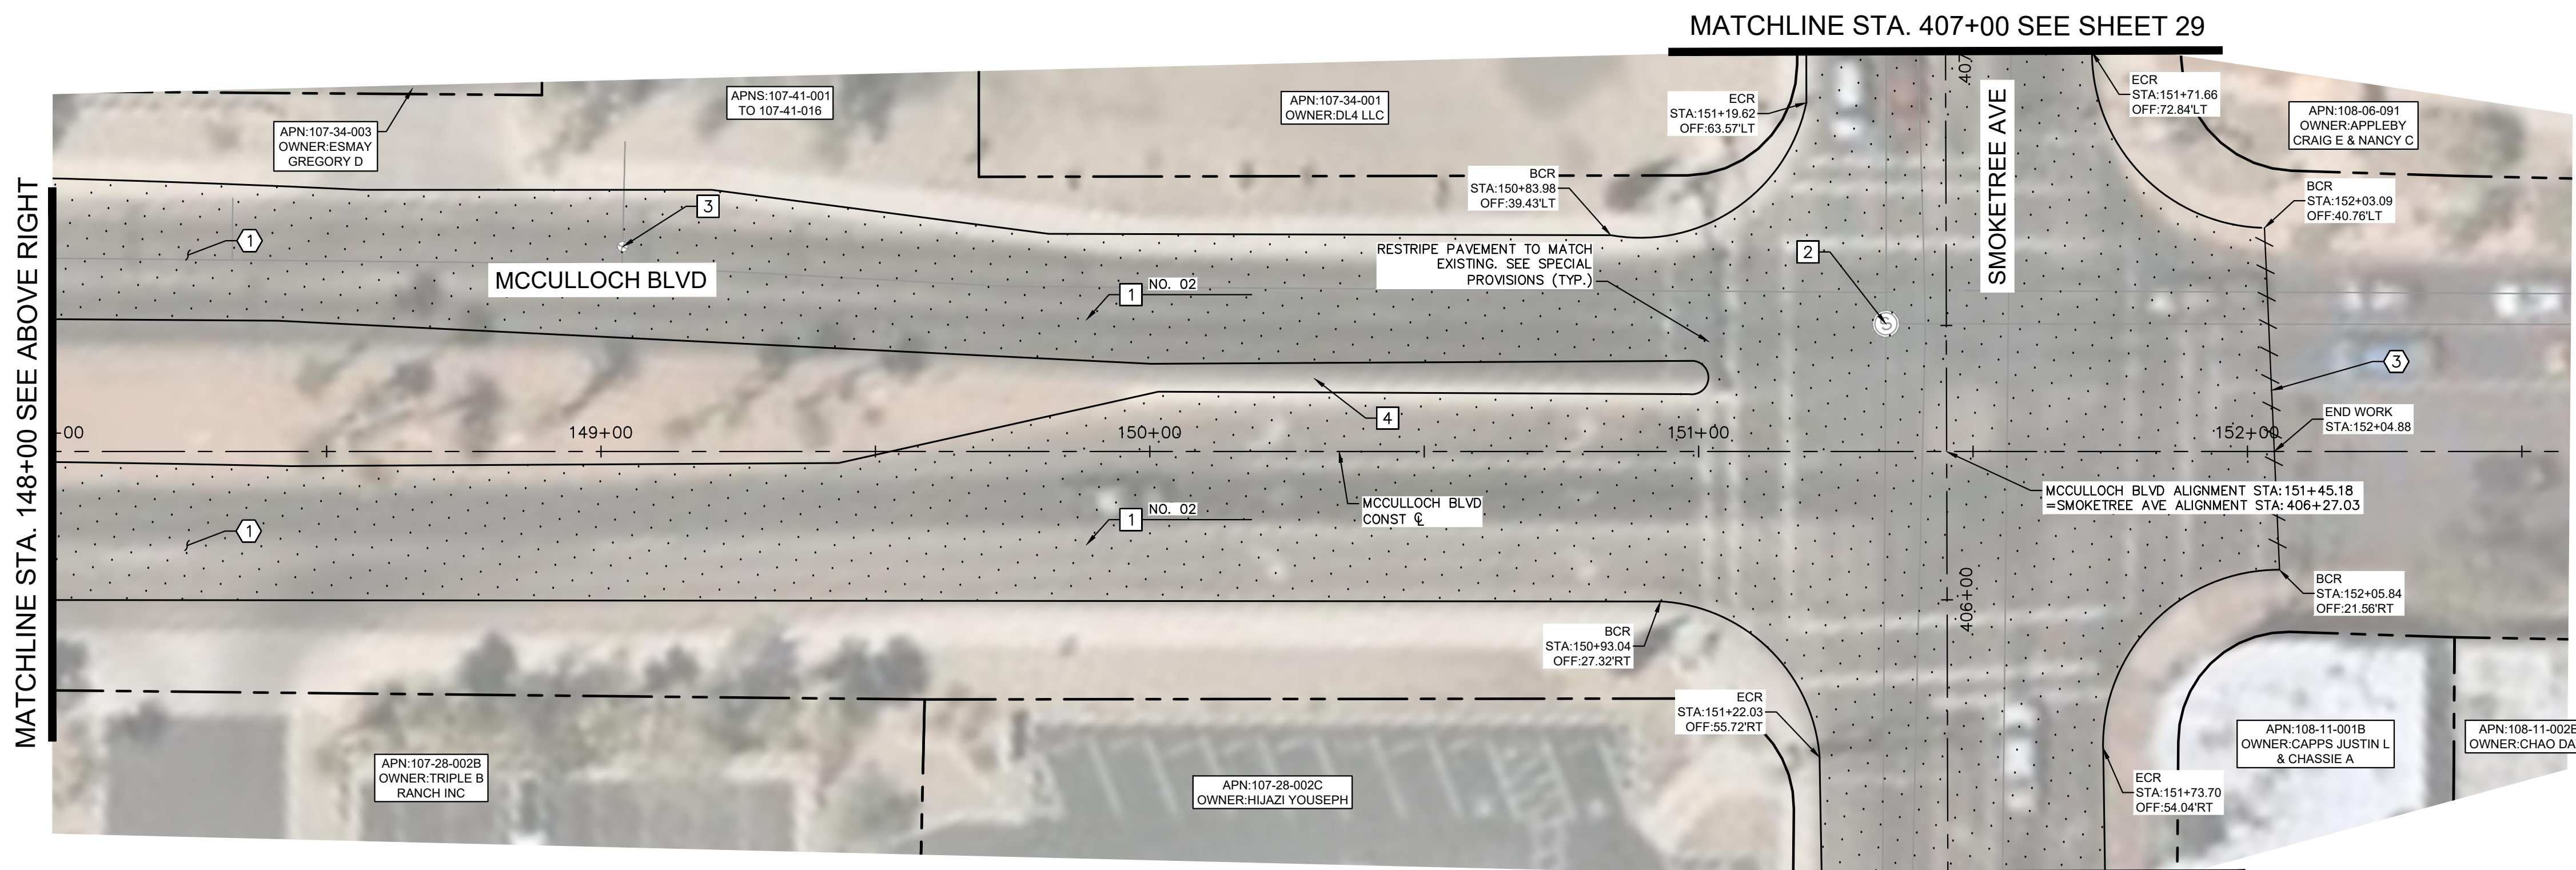 MATCHLINE STA. 407+00 SEE SHEET 29
MATCHLINE STA. 148+00 SEE ABOVE RIGHT
APN:107-34-003
OWNER:ESMAY
GREGORY D
APNS:107-41-001
TO 107-41-016
APN:107-34-001
OWNER:DL4 LLC
ECR
STA:151+19.62
OFF:63.57'LT
407
SMOKETREE AVE
ECR
STA:151+71.66
OFF:72.84'LT
APN:108-06-091
OWNER:APPLEBY
CRAIG E & NANCY C
BCR
STA:150+83.98
OFF:39.43'LT
BCR
STA:152+03.09
OFF:40.76'LT
3
1
MCCULLOCH BLVD
1 NO. 02
RESTRIPE PAVEMENT TO MATCH
EXISTING. SEE SPECIAL
PROVISIONS (TYP.)
2
S
3
4
END WORK
STA:152+04.88
00
149+00
150+00
151+00
152+00
MCCULLOCH BLVD
CONST ℄
MCCULLOCH BLVD ALIGNMENT STA:151+45.18
=SMOKETREE AVE ALIGNMENT STA:406+27.03
1
1 NO. 02
406+00
BCR
STA:152+05.84
OFF:21.56'RT
BCR
STA:150+93.04
OFF:27.32'RT
ECR
STA:151+22.03
OFF:55.72'RT
APN:107-28-002B
OWNER:TRIPLE B
RANCH INC
APN:107-28-002C
OWNER:HIJAZI YOUSEPH
ECR
STA:151+73.70
OFF:54.04'RT
APN:108-11-001B
OWNER:CAPPS JUSTIN L
& CHASSIE A
APN:108-11-002B
OWNER:CHAO DA